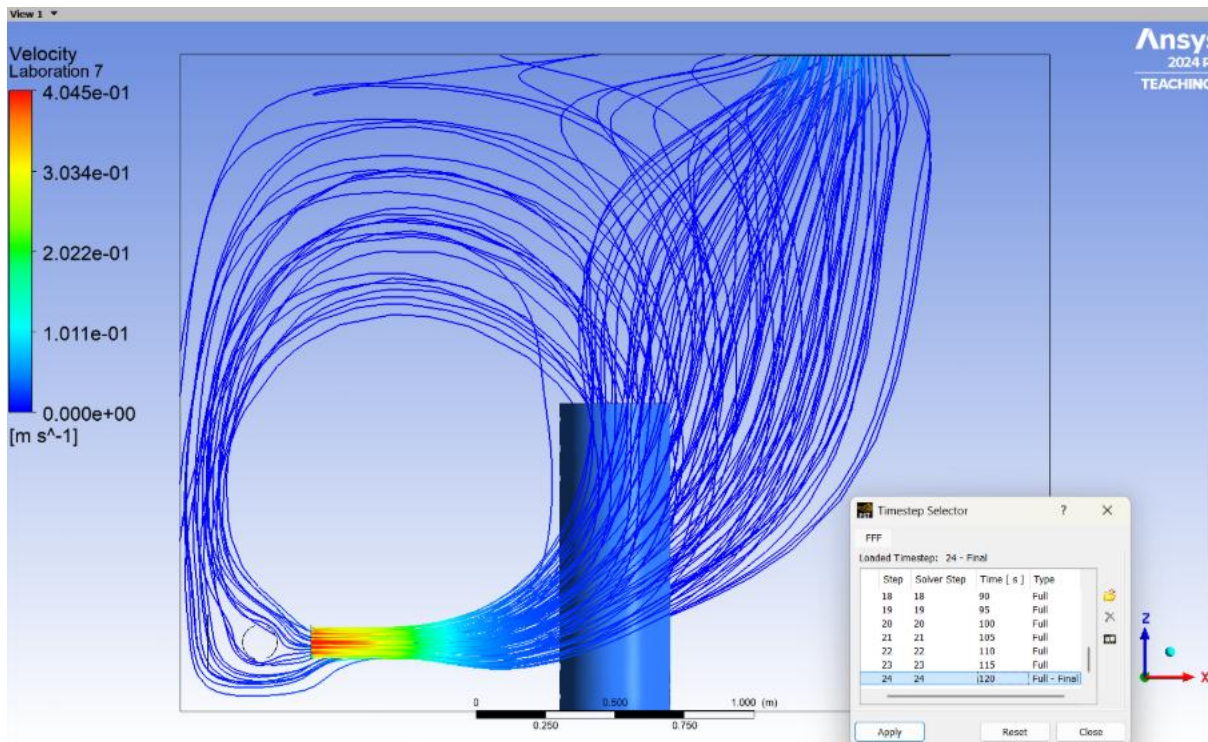 View 1
Velocity
Laboration 7
4.045e-01
3.034e-01
2.022e-01
1.011e-01
0.000e+00
[m s^-1]
Ansys
2024
TEACHING
0 0.500 1.000 (m)
0.250 0.750
Timestep Selector ? X
FFF
Loaded Timestep: 24 - Final
Step Solver Step Time [ s ] Type
18 18 90 Full
19 19 95 Full
20 20 100 Full
21 21 105 Full
22 22 110 Full
23 23 115 Full
24 24 120 Full - Final
Apply Reset Close
Z
X